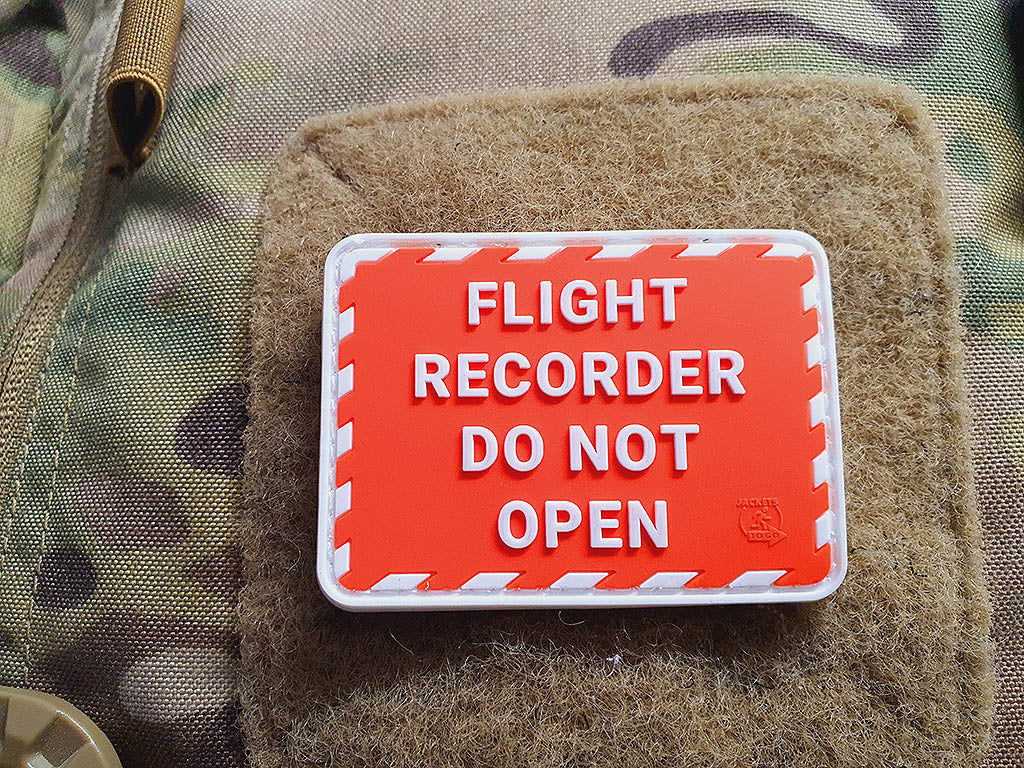 FLIGHT
RECORDER
DO NOT
OPEN
JACKETS
TO GO